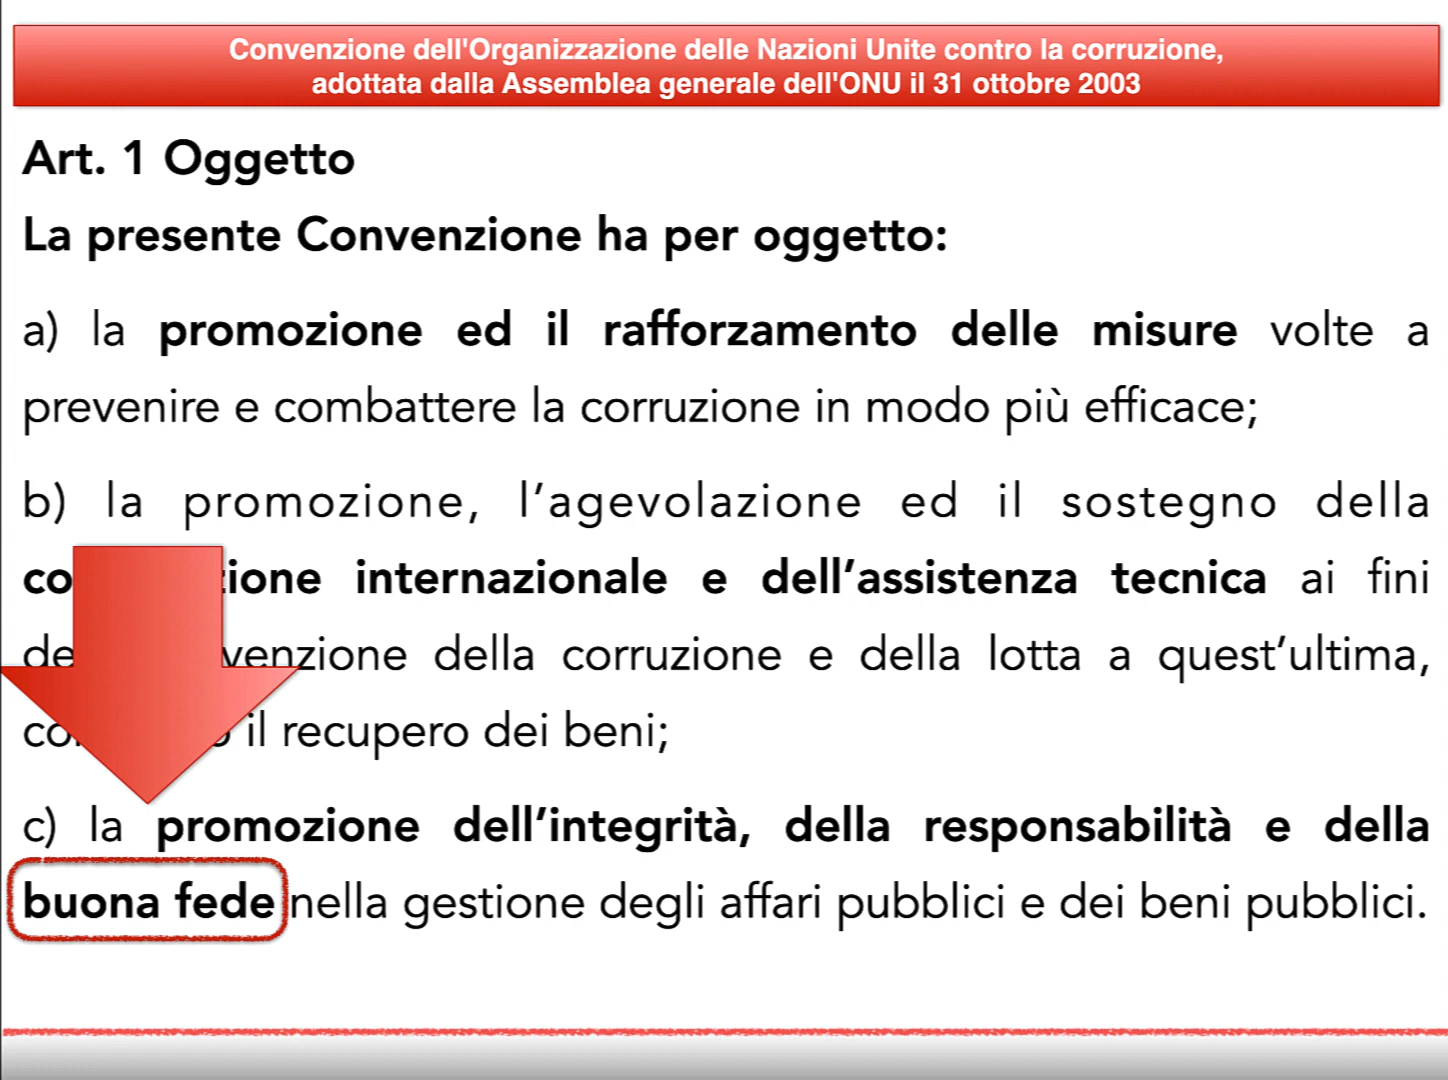 Convenzione dell'Organizzazione delle Nazioni Unite contro la corruzione,
adottata dalla Assemblea generale dell'ONU il 31 ottobre 2003
Art. 1 Oggetto
La presente Convenzione ha per oggetto:
a) la promozione ed il rafforzamento delle misure volte a
prevenire e combattere la corruzione in modo più efficace;
b) la promozione, l’agevolazione ed il sostegno della
internazionale e dell’assistenza tecnica ai fini
della corruzione e della lotta a quest’ultima,
il recupero dei beni;
c) la promozione dell’integrità, della responsabilità e della
buona fede nella gestione degli affari pubblici e dei beni pubblici.